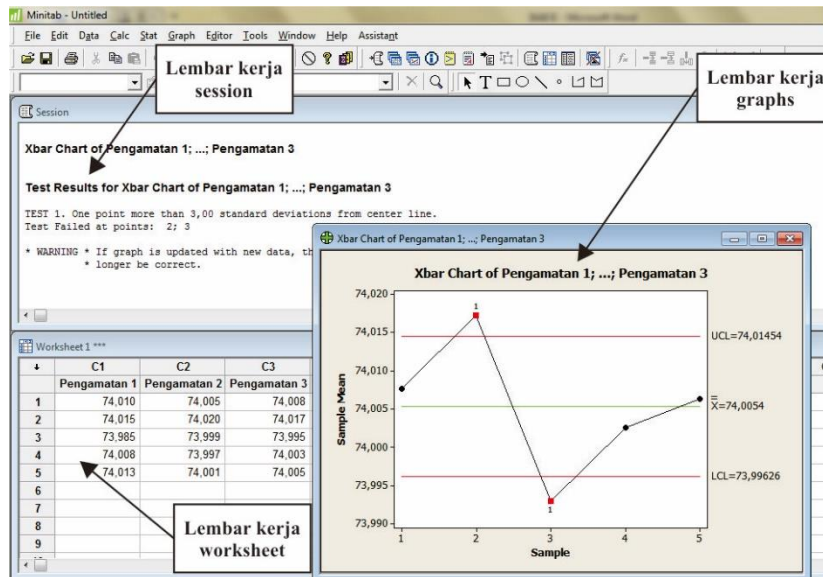 Minitab - Untitled
File Edit Data Calc Stat Graph Editor Tools Window Help Assistant
Lembar kerja
session
Lembar kerja
graphs
Session
Xbar Chart of Pengamatan 1; ...; Pengamatan 3
Test Results for Xbar Chart of Pengamatan 1; ...; Pengamatan 3
TEST 1. One point more than 3,00 standard deviations from center line.
Test Failed at points: 2; 3
* WARNING * If graph is updated with new data, th
* longer be correct.
Xbar Chart of Pengamatan 1; ...; Pengamatan 3
Xbar Chart of Pengamatan 1; ...; Pengamatan 3
74,020
74,015
74,010
74,005
74,000
73,995
73,990
Sample Mean
1
1
UCL=74,01454
X=74,0054
LCL=73,99626
1 2 3 4 5
Sample
Worksheet 1 ***
C1 C2 C3
Pengamatan 1 Pengamatan 2 Pengamatan 3
1 74,010 74,005 74,008
2 74,015 74,020 74,017
3 73,985 73,999 73,995
4 74,008 73,997 74,003
5 74,013 74,001 74,005
6
7
8
9
Lembar kerja
worksheet